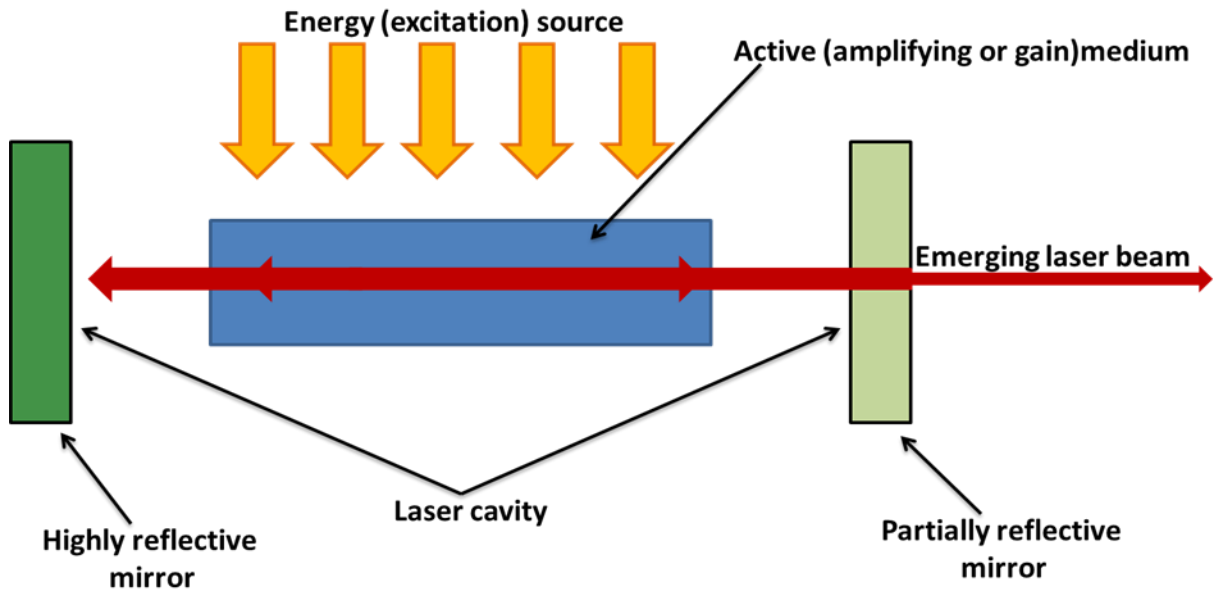 Energy (excitation) source
Active (amplifying or gain)medium
Emerging laser beam
Laser cavity
Highly reflective
mirror
Partially reflective
mirror